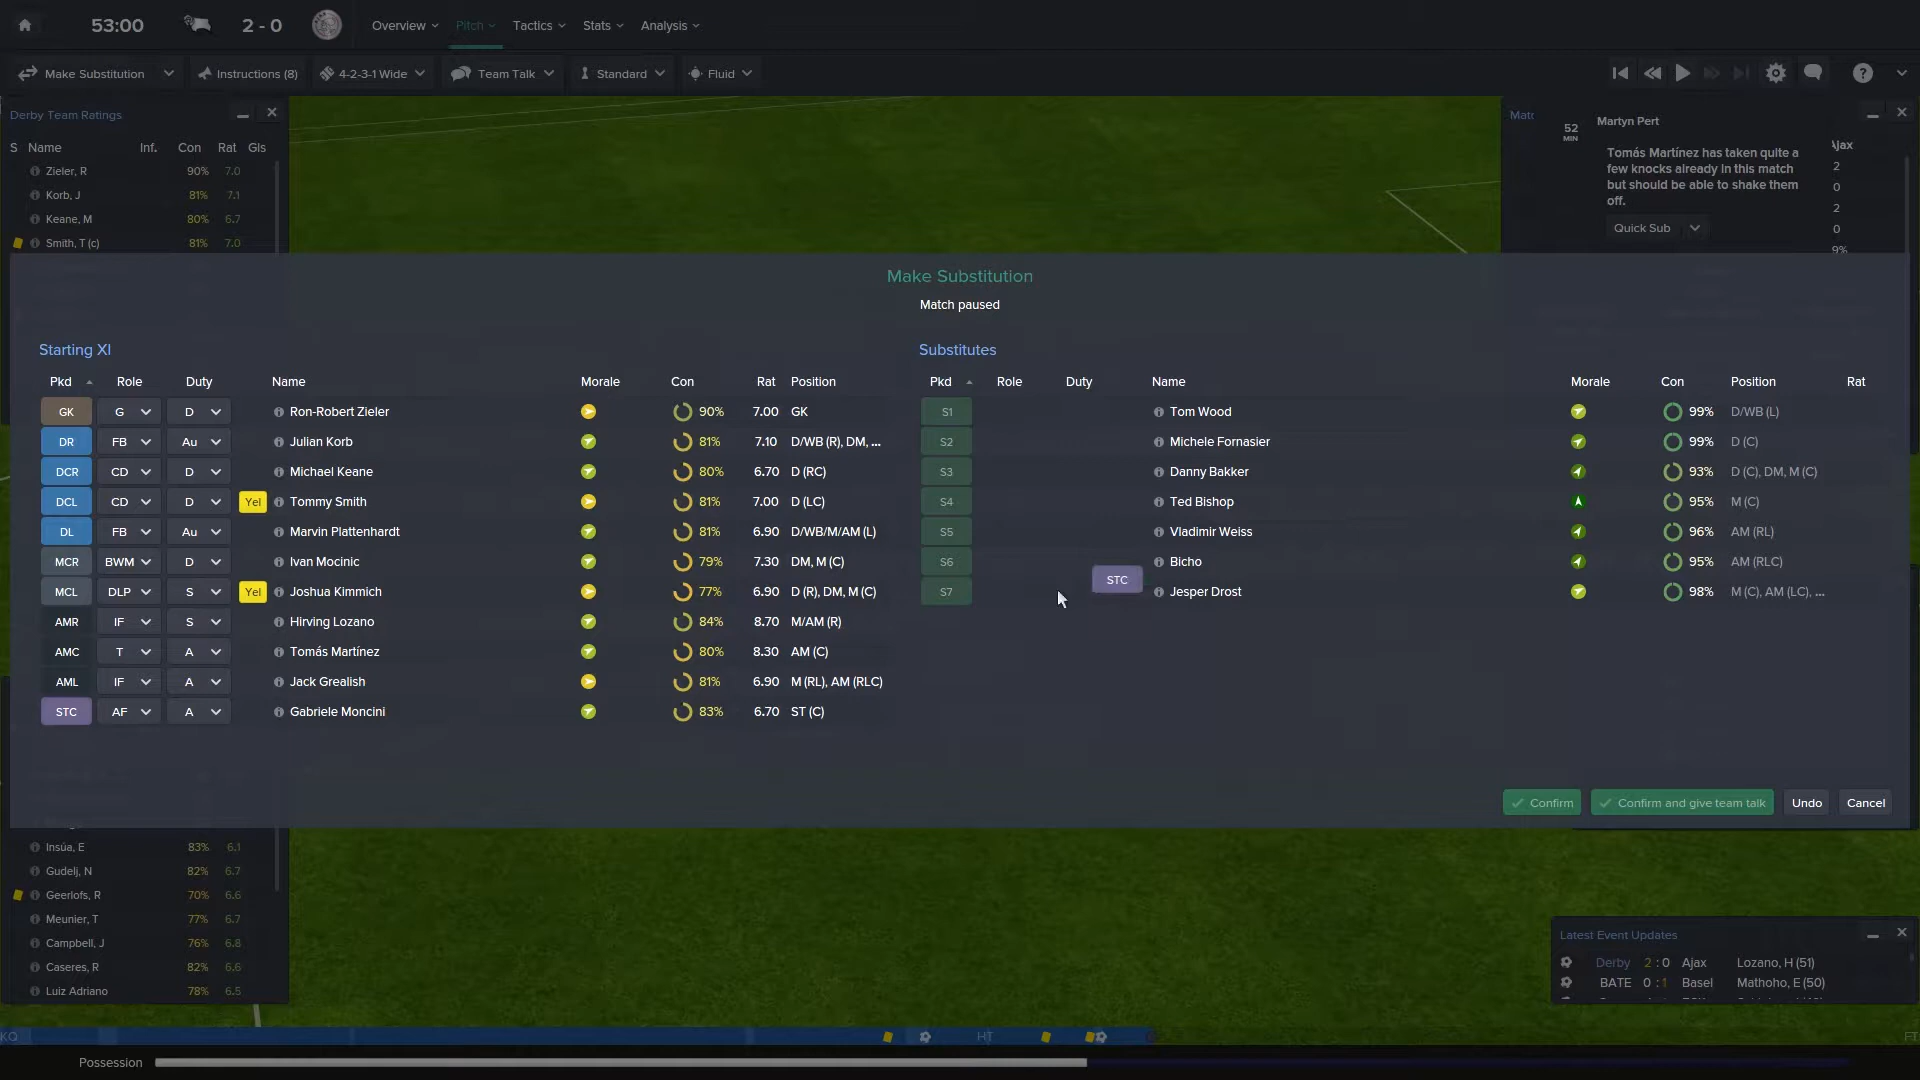 53:00
2 - 0
Overview
Pitch
Tactics
Stats
Analysis
Make Substitution
Instructions (8)
4-2-3-1 Wide
Team Talk
Standard
Fluid
?
Derby Team Ratings
S Name Inf. Con Rat Gls
Zieler, R 90% 7.0
Korb, J 81% 7.1
Keane, M 80% 6.7
Smith, T (c) 81% 7.0
52
MIN
Martyn Pert
Tomás Martínez has taken quite a
few knocks already in this match
but should be able to shake them
off.
Quick Sub
2
0
2
0
9%
Make Substitution
Match paused
Starting XI
Pkd Role Duty Name Morale Con Rat Position
GK G D Ron-Robert Zieler 90% 7.00 GK
DR FB Au Julian Korb 81% 7.10 D/WB (R), DM, ...
DCR CD D Michael Keane 80% 6.70 D (RC)
DCL CD D Yel Tommy Smith 81% 7.00 D (LC)
DL FB Au Marvin Plattenhardt 81% 6.90 D/WB/M/AM (L)
MCR BWM D Ivan Mocinic 79% 7.30 DM, M (C)
MCL DLP S Yel Joshua Kimmich 77% 6.90 D (R), DM, M (C)
AMR IF S Hirving Lozano 84% 8.70 M/AM (R)
AMC T A Tomás Martínez 80% 8.30 AM (C)
AML IF A Jack Grealish 81% 6.90 M (RL), AM (RLC)
STC AF A Gabriele Moncini 83% 6.70 ST (C)
Substitutes
Pkd Role Duty Name Morale Con Position Rat
S1 Tom Wood 99% D/WB (L)
S2 Michele Fornasier 99% D (C)
S3 Danny Bakker 93% D (C), DM, M (C)
S4 Ted Bishop 95% M (C)
S5 Vladimir Weiss 96% AM (RL)
S6 Bicho 95% AM (RLC)
STC
S7 Jesper Drost 98% M (C), AM (LC), ...
Confirm
Confirm and give team talk
Undo
Cancel
Insúa, E 83% 6.1
Gudelj, N 82% 6.7
Geerlofs, R 70% 6.6
Meunier, T 77% 6.7
Campbell, J 76% 6.8
Caseres, R 82% 6.6
Luiz Adriano 78% 6.5
Latest Event Updates
Derby 2 : 0 Ajax Lozano, H (51)
BATE 0 : 1 Basel Mathoho, E (50)
KO
HT
FT
Possession